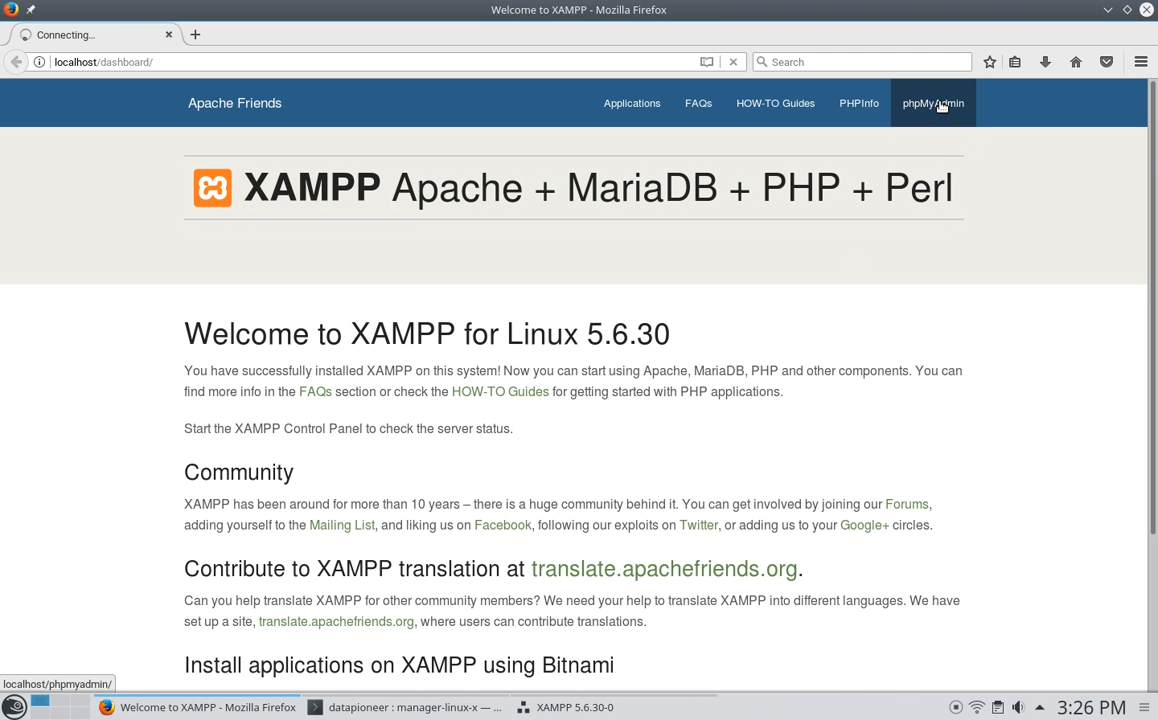 Welcome to XAMPP - Mozilla Firefox
Connecting...
localhost/dashboard/
Search
Apache Friends
Applications
FAQs
HOW-TO Guides
PHPInfo
phpMyAdmin
XAMPP Apache + MariaDB + PHP + Perl
Welcome to XAMPP for Linux 5.6.30
You have successfully installed XAMPP on this system! Now you can start using Apache, MariaDB, PHP and other components. You can
find more info in the FAQs section or check the HOW-TO Guides for getting started with PHP applications.
Start the XAMPP Control Panel to check the server status.
Community
XAMPP has been around for more than 10 years – there is a huge community behind it. You can get involved by joining our Forums,
adding yourself to the Mailing List, and liking us on Facebook, following our exploits on Twitter, or adding us to your Google+ circles.
Contribute to XAMPP translation at translate.apachefriends.org.
Can you help translate XAMPP for other community members? We need your help to translate XAMPP into different languages. We have
set up a site, translate.apachefriends.org, where users can contribute translations.
Install applications on XAMPP using Bitnami
localhost/phpmyadmin/
Welcome to XAMPP - Mozilla Firefox
datapioneer : manager-linux-x — ...
XAMPP 5.6.30-0
3:26 PM